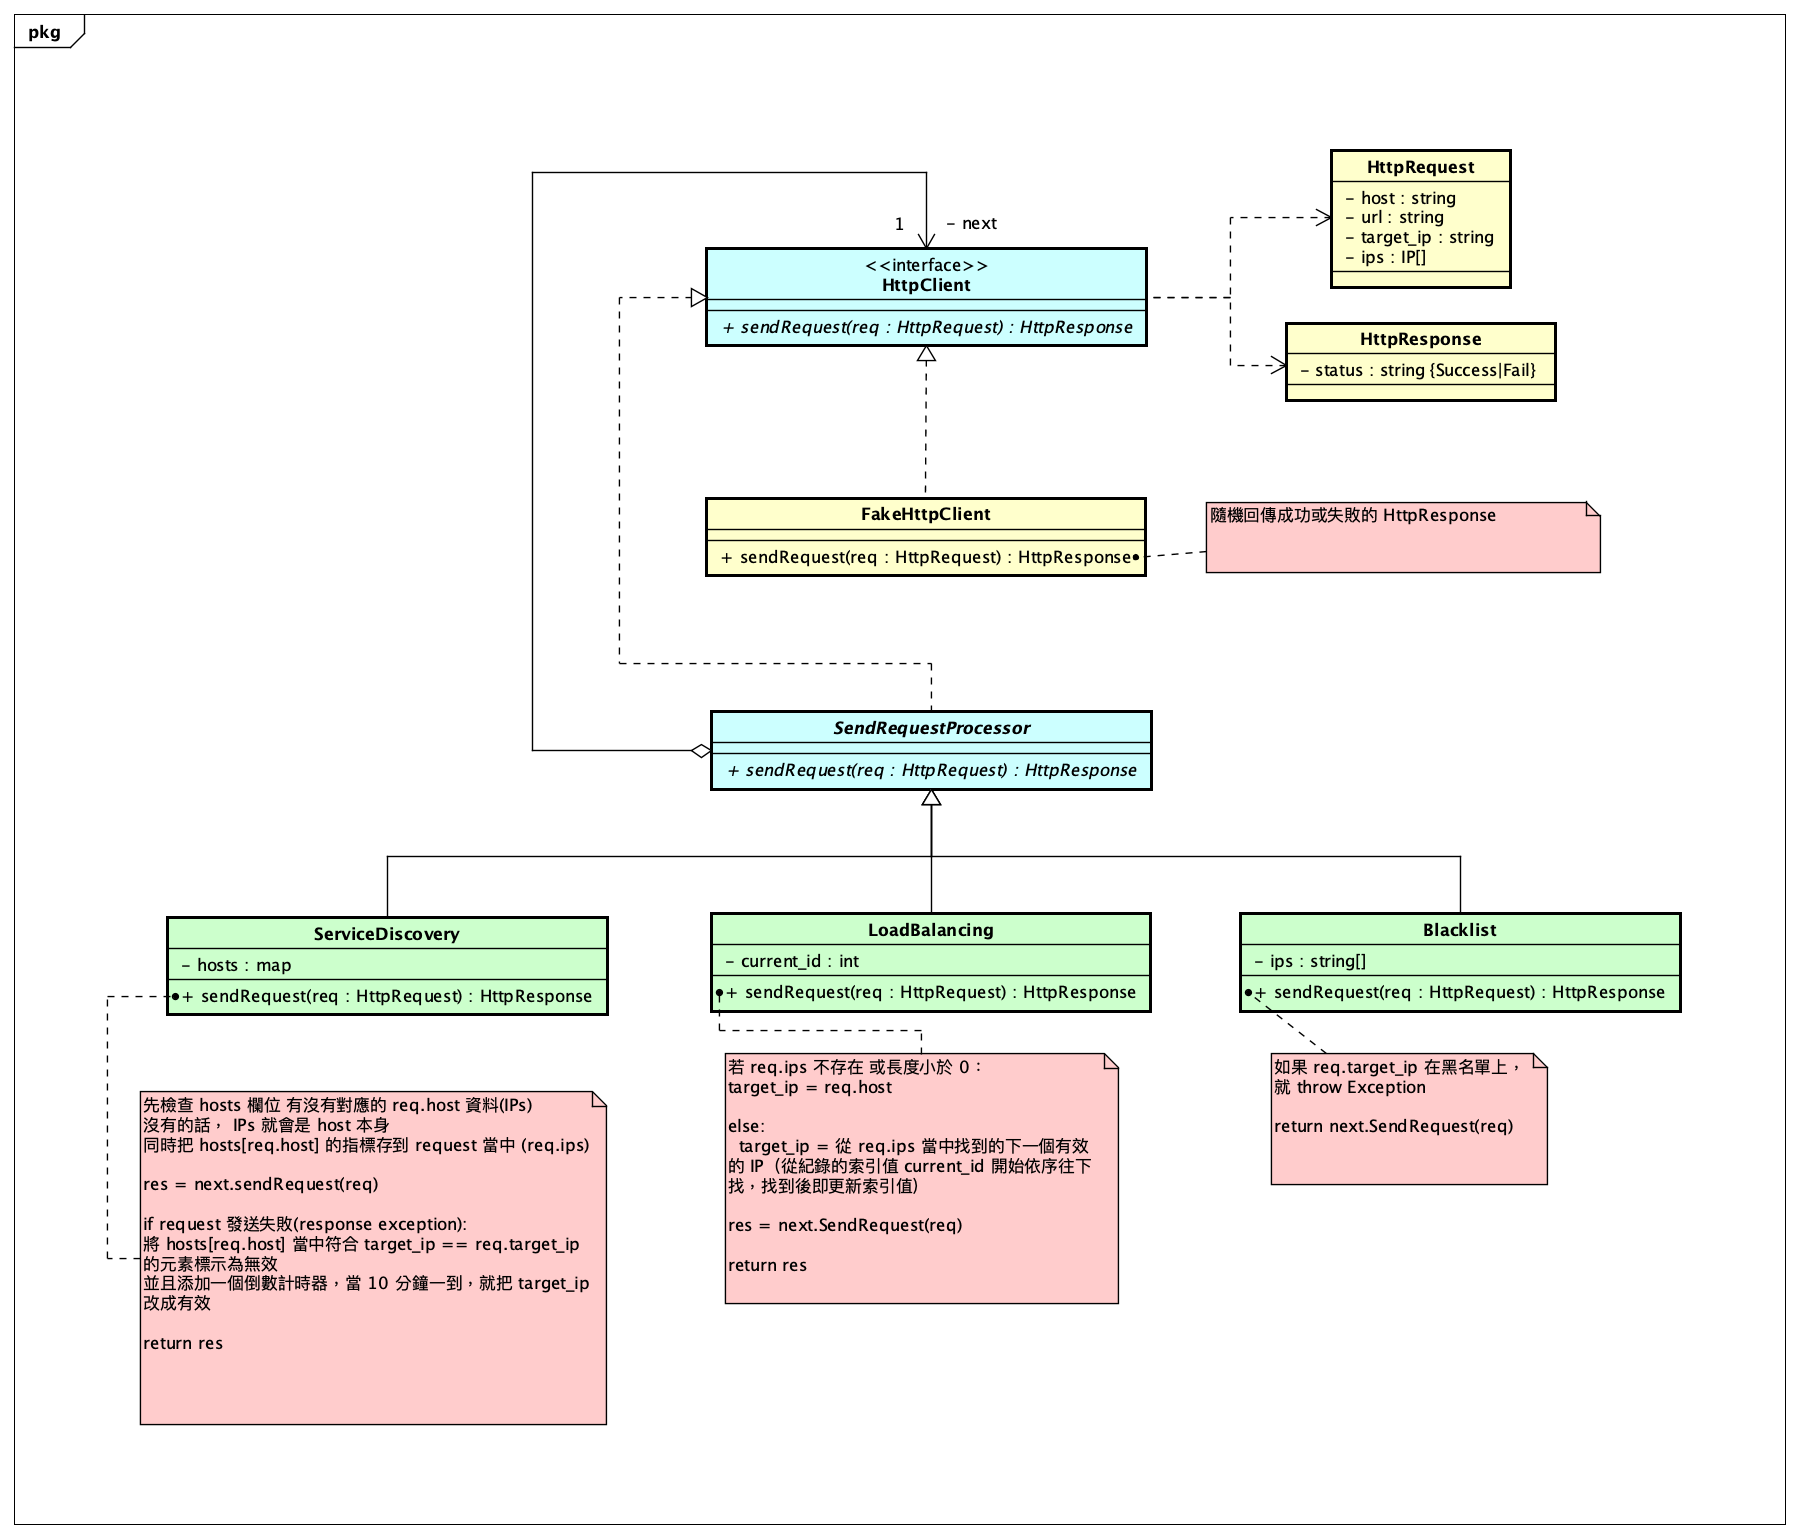 pkg
1
- next
<<interface>>
HttpClient
+ sendRequest(req : HttpRequest) : HttpResponse
HttpRequest
- host : string
- url : string
- target_ip : string
- ips : IP[]
HttpResponse
- status : string {Success|Fail}
FakeHttpClient
+ sendRequest(req : HttpRequest) : HttpResponse
隨機回傳成功或失敗的 HttpResponse
SendRequestProcessor
+ sendRequest(req : HttpRequest) : HttpResponse
ServiceDiscovery
- hosts : map
+ sendRequest(req : HttpRequest) : HttpResponse
LoadBalancing
- current_id : int
+ sendRequest(req : HttpRequest) : HttpResponse
Blacklist
- ips : string[]
+ sendRequest(req : HttpRequest) : HttpResponse
先檢查 hosts 欄位 有沒有對應的 req.host 資料(IPs)
沒有的話， IPs 就會是 host 本身
同時把 hosts[req.host] 的指標存到 request 當中 (req.ips)
res = next.sendRequest(req)
if request 發送失敗(response exception):
將 hosts[req.host] 當中符合 target_ip == req.target_ip
的元素標示為無效
並且添加一個倒數計時器，當 10 分鐘一到，就把 target_ip
改成有效
return res
若 req.ips 不存在 或長度小於 0：
target_ip = req.host
else:
target_ip = 從 req.ips 當中找到的下一個有效
的 IP（從紀錄的索引值 current_id 開始依序往下
找，找到後即更新索引值)
res = next.SendRequest(req)
return res
如果 req.target_ip 在黑名單上，
就 throw Exception
return next.SendRequest(req)